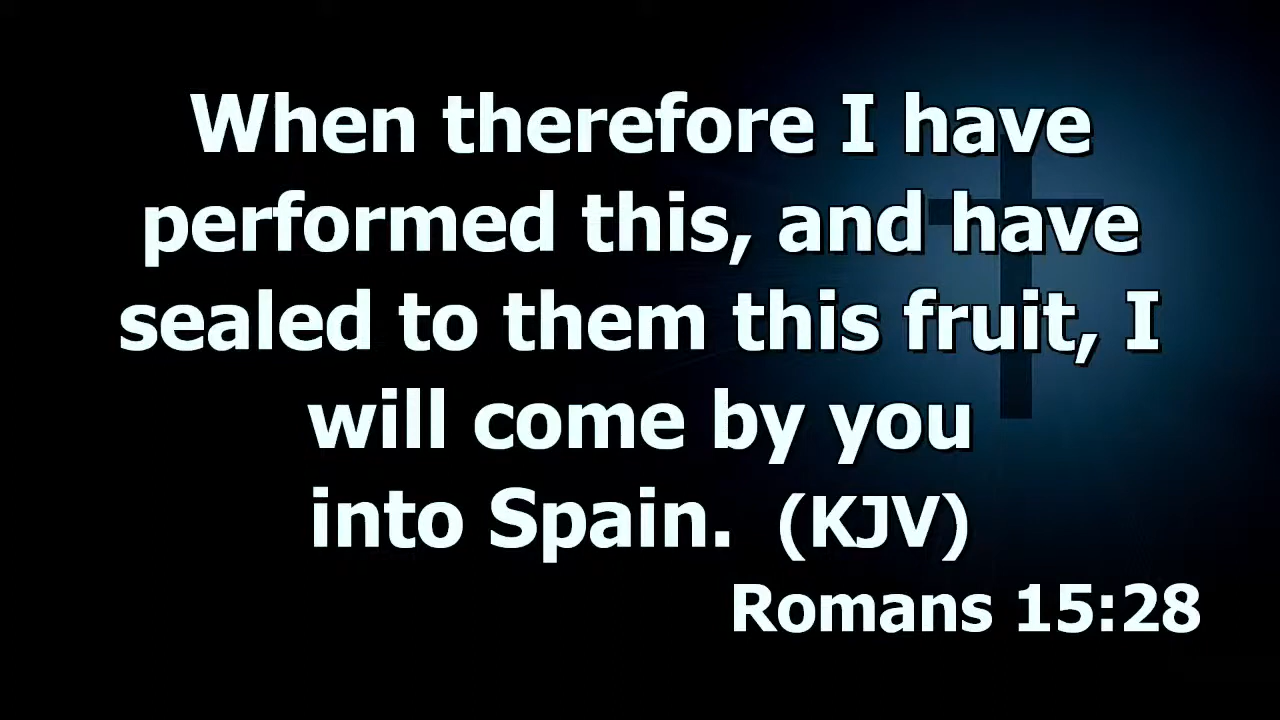 When therefore I have
performed this, and have
sealed to them this fruit, I
will come by you
into Spain. (KJV)
Romans 15:28